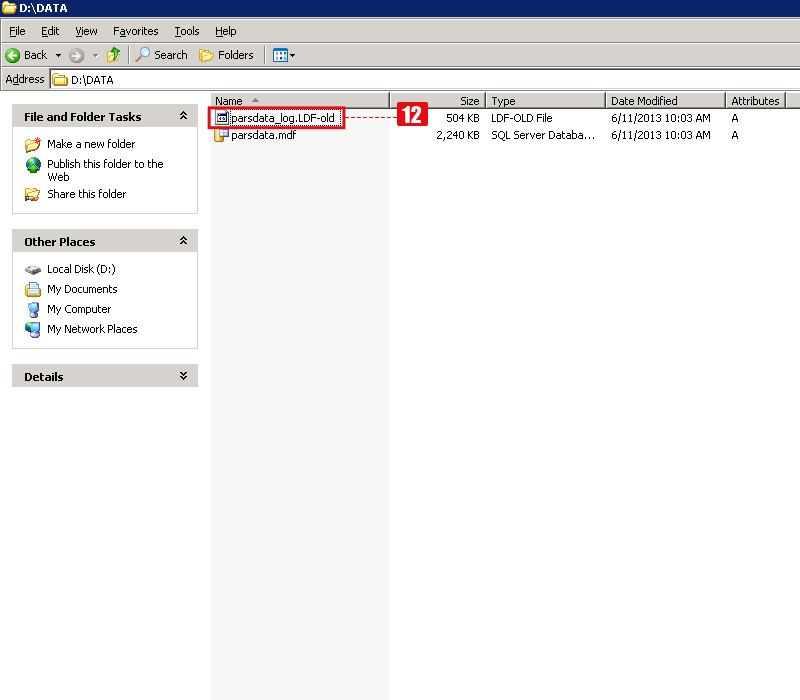 D:\DATA
File Edit View Favorites Tools Help
Back Search Folders
Address D:\DATA
Name Size Type Date Modified Attributes
parsdata_log.LDF-old 12 504 KB LDF-OLD File 6/11/2013 10:03 AM A
parsdata.mdf 2,240 KB SQL Server Databa... 6/11/2013 10:03 AM A
File and Folder Tasks
Make a new folder
Publish this folder to the
Web
Share this folder
Other Places
Local Disk (D:)
My Documents
My Computer
My Network Places
Details